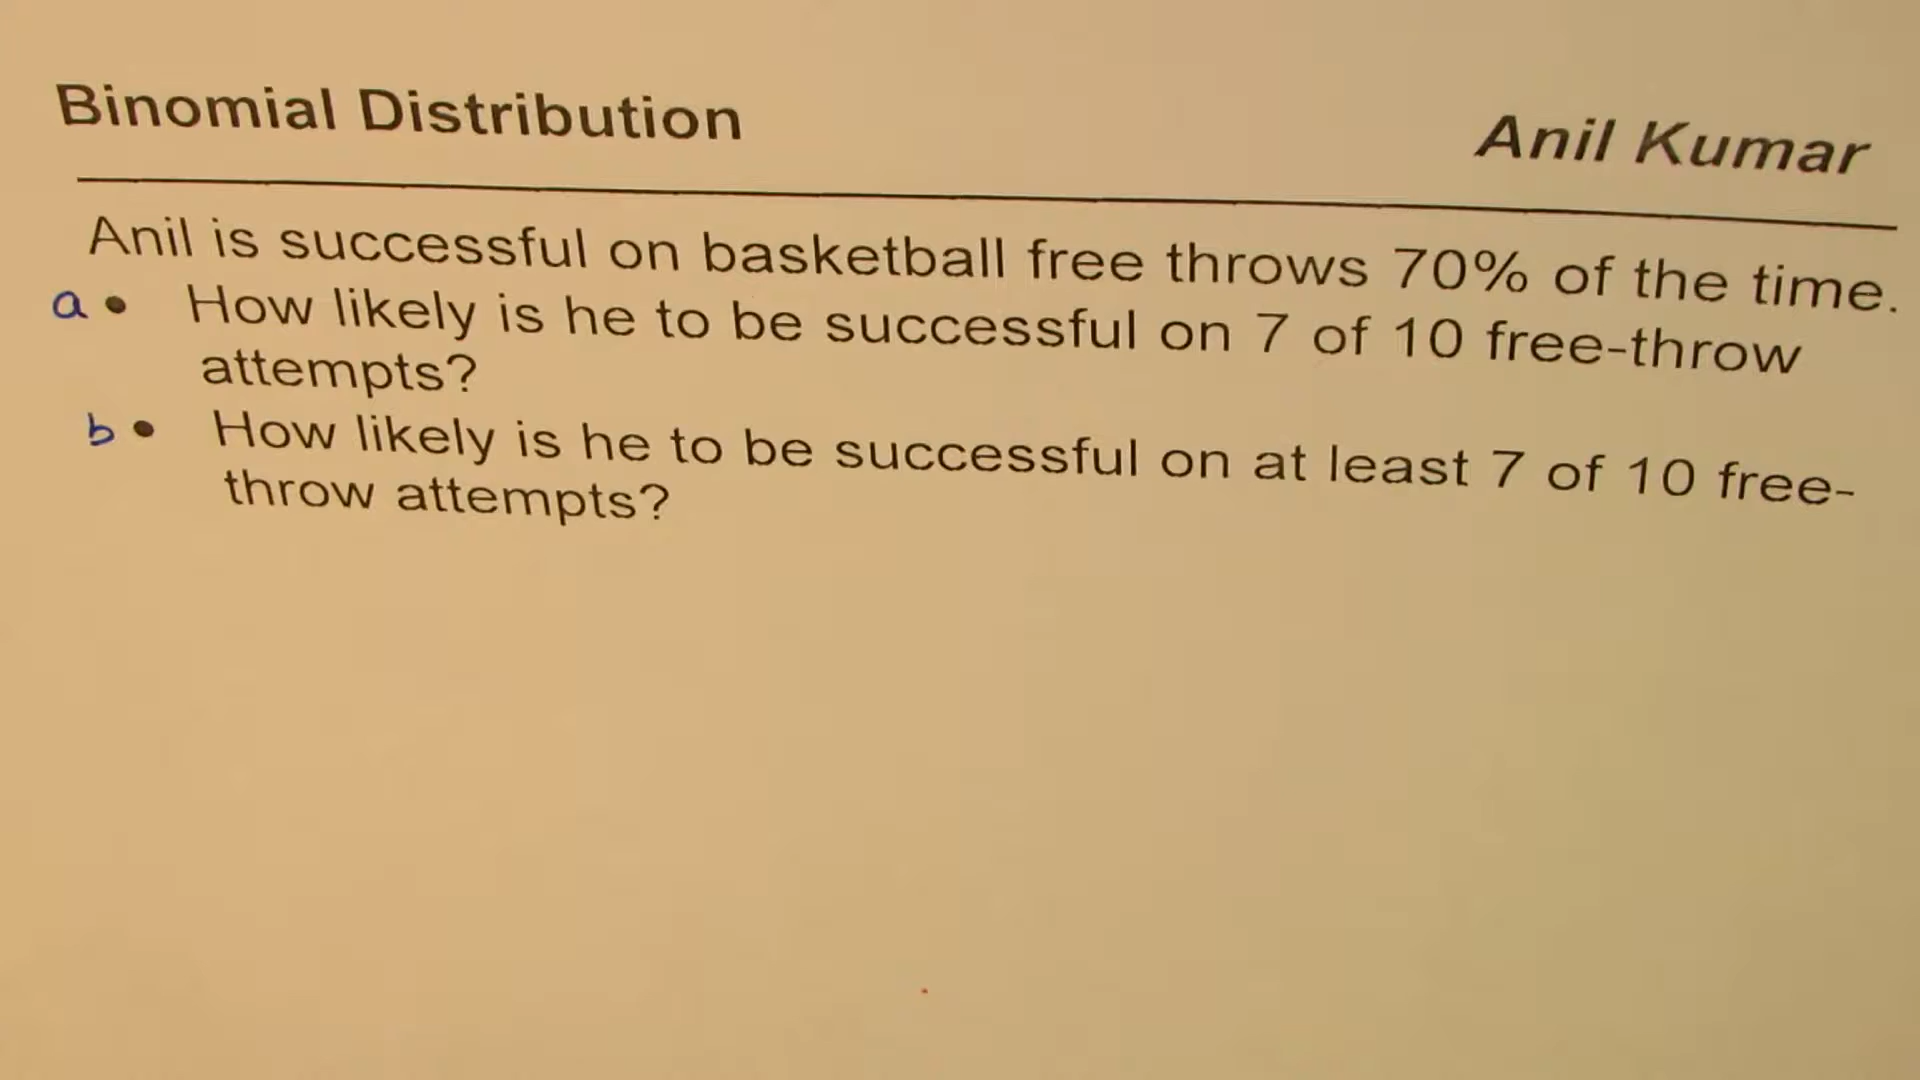 Binomial Distribution
Anil Kumar
Anil is successful on basketball free throws 70% of the time.
a • How likely is he to be successful on 7 of 10 free-throw
attempts?
b • How likely is he to be successful on at least 7 of 10 free-
throw attempts?